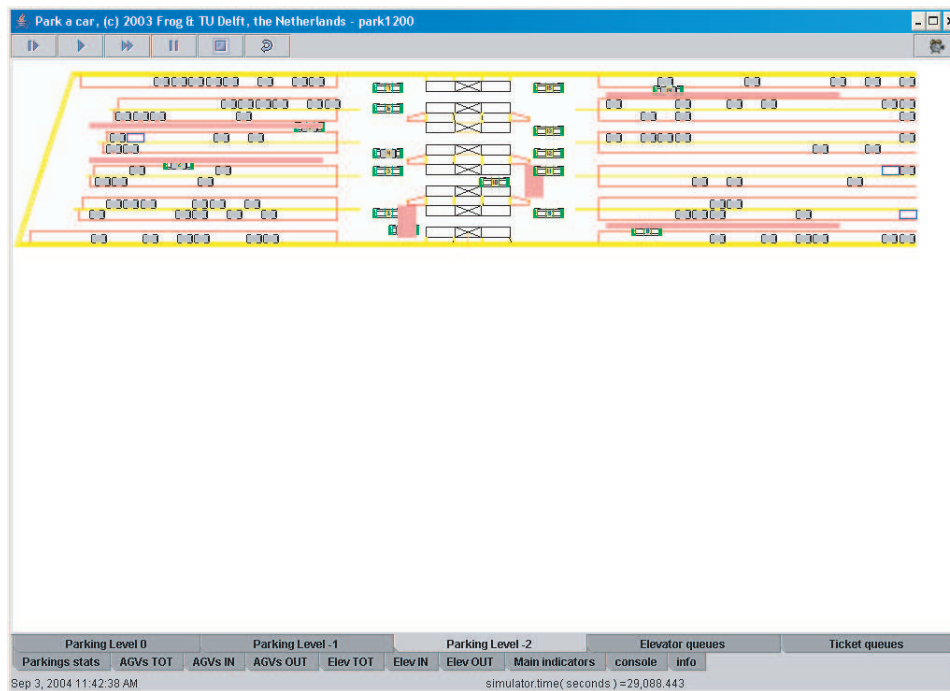 Park a car, (c) 2003 Frog & TU Delft, the Netherlands - park1200
Parking Level 0 Parking Level -1 Parking Level -2 Elevator queues Ticket queues
Parkings stats AGVs TOT AGVs IN AGVs OUT Elev TOT Elev IN Elev OUT Main indicators console info
Sep 3, 2004 11:42:38 AM simulator.time( seconds ) =29,088.443